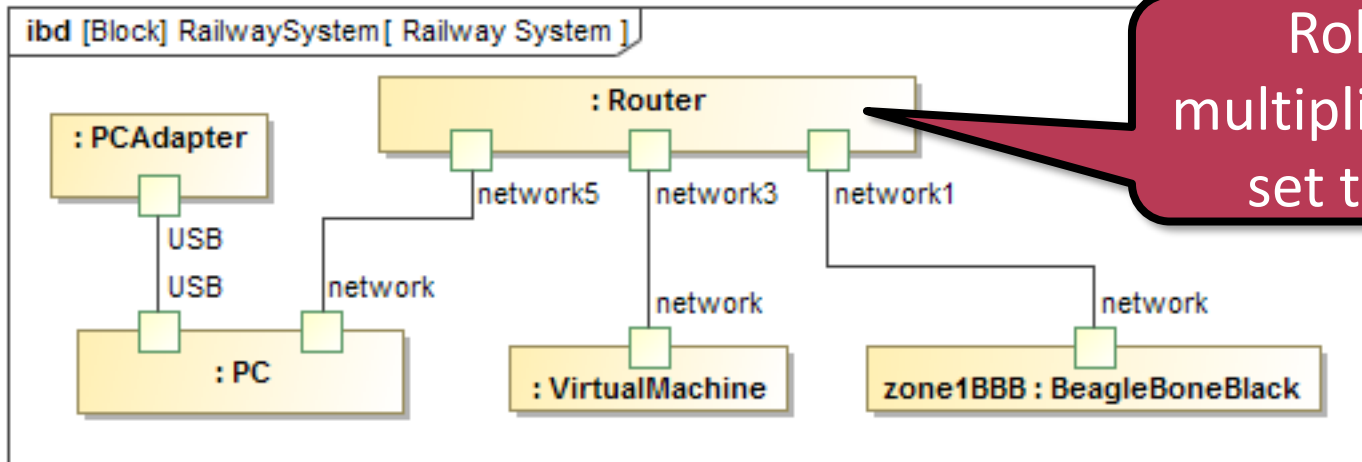 ibd [Block] RailwaySystem[ Railway System ]
: Router
: PCAdapter
network5
network3
network1
USB
USB
network
network
network
: PC
: VirtualMachine
zone1BBB : BeagleBoneBlack
set